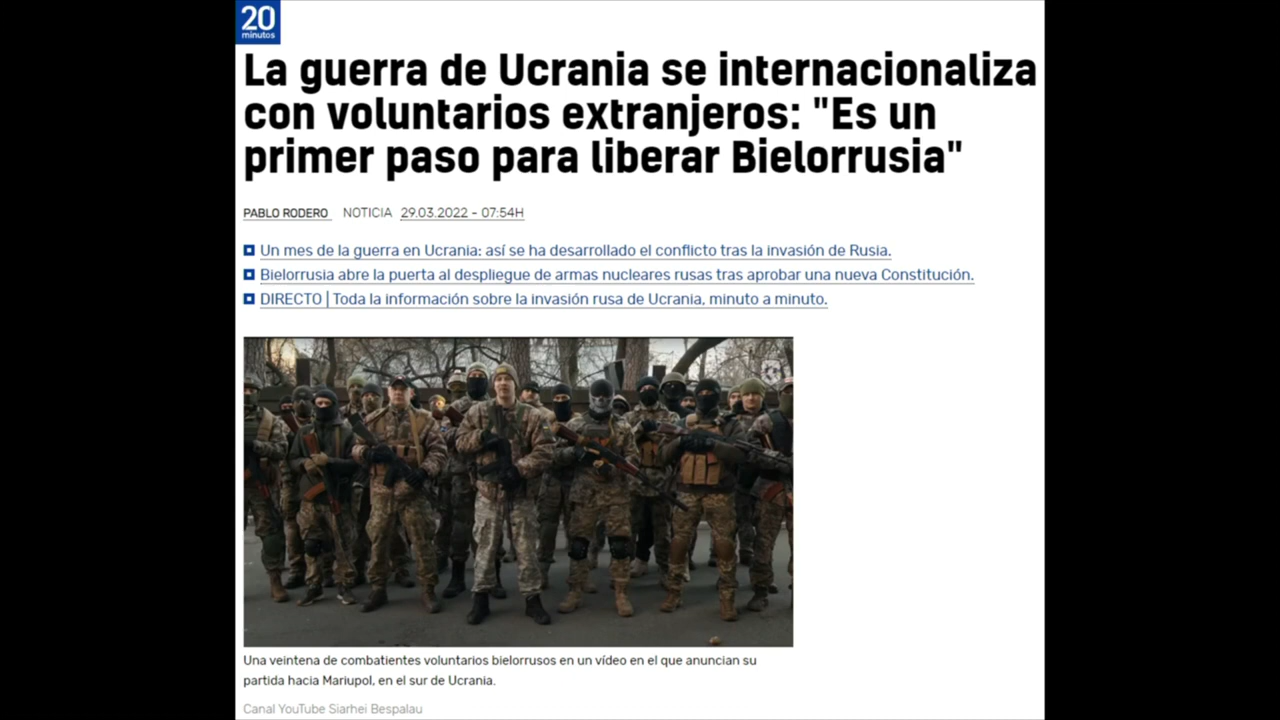 20
minutos
La guerra de Ucrania se internacionaliza
con voluntarios extranjeros: "Es un
primer paso para liberar Bielorrusia"
PABLO RODERO NOTICIA 29.03.2022 - 07:54H
Un mes de la guerra en Ucrania: así se ha desarrollado el conflicto tras la invasión de Rusia.
Bielorrusia abre la puerta al despliegue de armas nucleares rusas tras aprobar una nueva Constitución.
DIRECTO | Toda la información sobre la invasión rusa de Ucrania, minuto a minuto.
Una veintena de combatientes voluntarios bielorrusos en un vídeo en el que anuncian su
partida hacia Mariupol, en el sur de Ucrania.
Canal YouTube Siarhei Bespalau